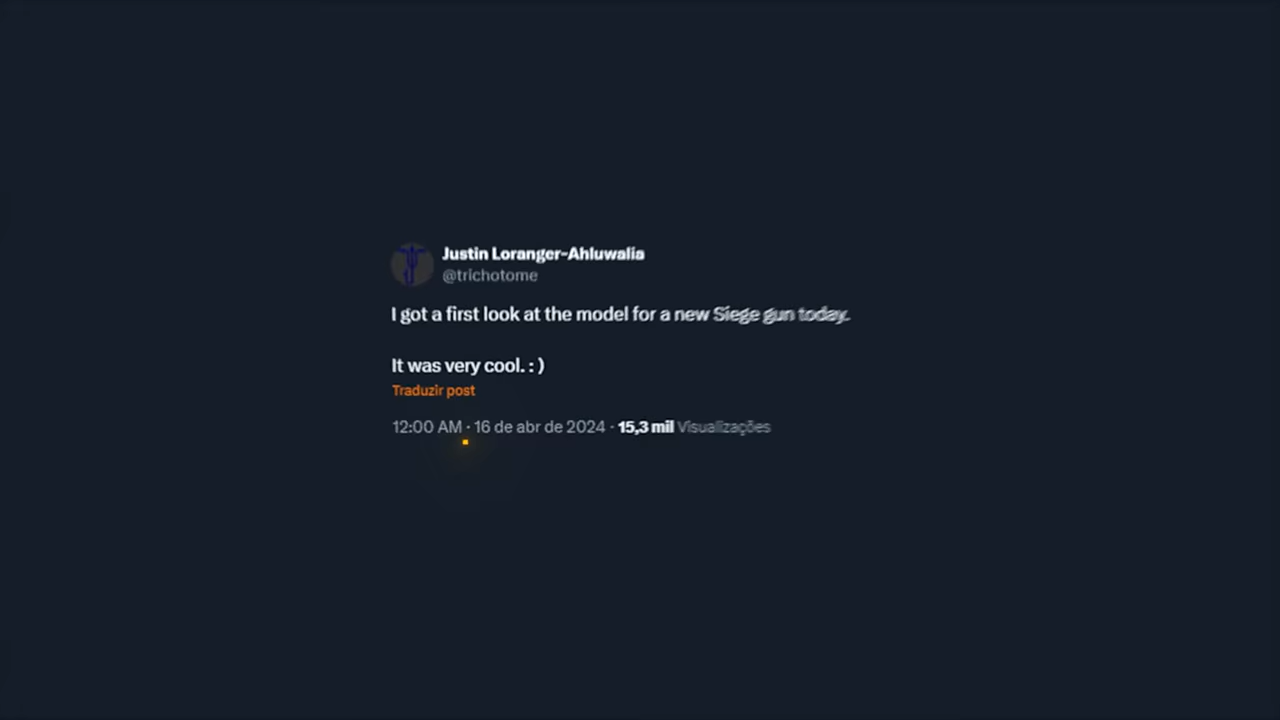 Justin Loranger-Ahluwalia
@trichotome
I got a first look at the model for a new Siege gun today.
It was very cool. : )
Traduzir post
12:00 AM · 16 de abr de 2024 · 15,3 mil Visualizações